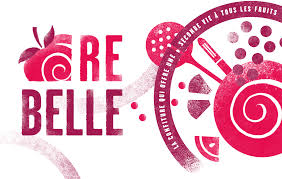 RE
BELLE
LA CONFITURE QUI OFFRE UNE SECONDE VIE À TOUS LES FRUITS